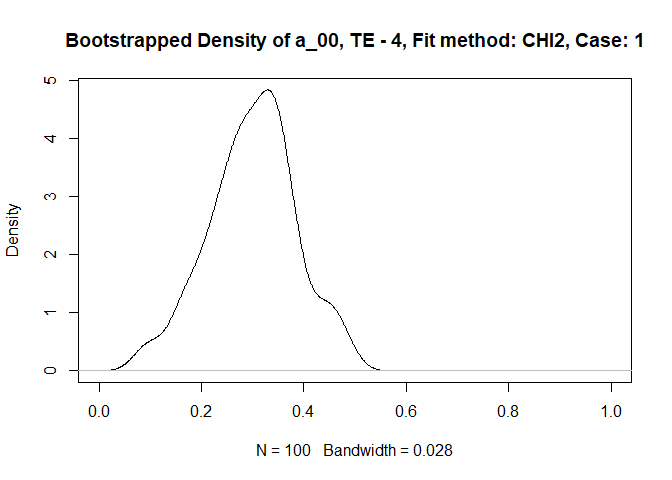 Bootstrapped Density of a_00, TE - 4, Fit method: CHI2, Case: 1
Density
5
4
3
2
1
0
0.0 0.2 0.4 0.6 0.8 1.0
N = 100 Bandwidth = 0.028